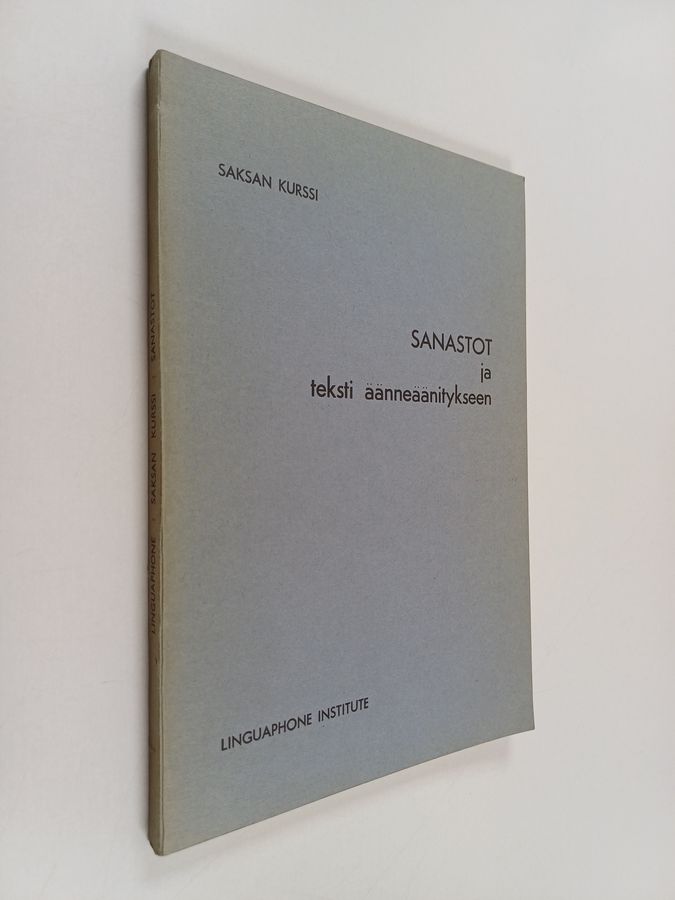 SAKSAN KURSSI
SANASTOT
ja
teksti äänneäänitykseen
LINGUAPHONE INSTITUTE
LINGUAPHONE : SAKSAN KURSSI : SANASTOT